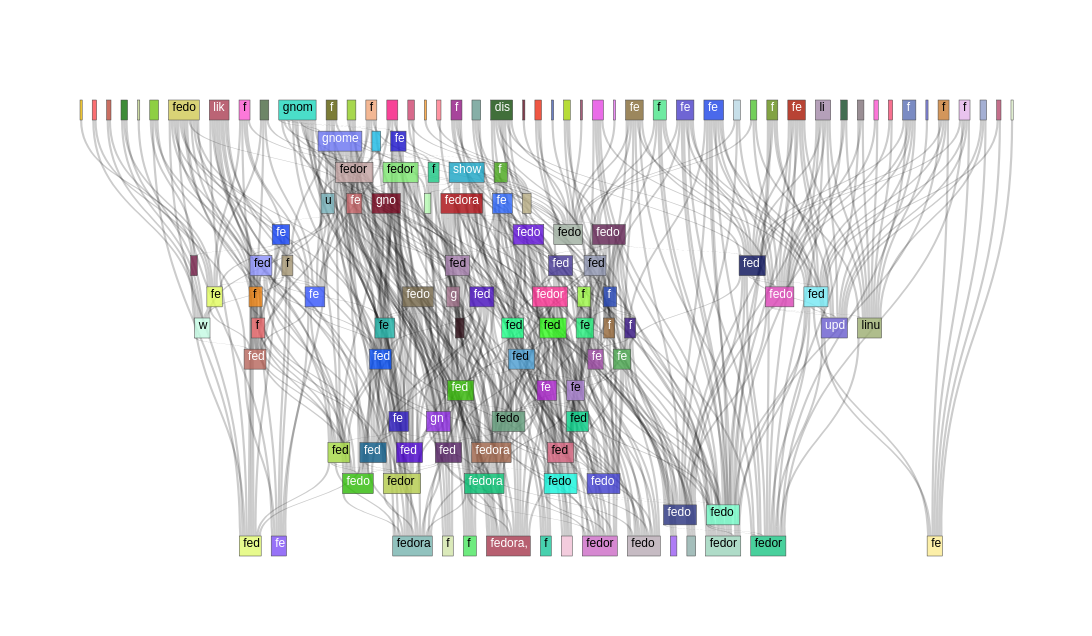 fedo lik f gnom f f f dis fe f fe fe f fe li f f f
gnome fe
fedor fedor f show f
u fe gno fedora fe
fe fedo fedo fedo
fed f fed fed fed fed
fe f fe fedo g fed fedor f f fedo fed
w f fe fed fed fe f f upd linu
fed fed fed fe fe
fed fe fe
fe gn fedo fed
fed fed fed fed fedora fed
fedo fedor fedora fedo fedo
fedo fedo
fed fe fedora f f fedora, f fedor fedo fedor fedor fe